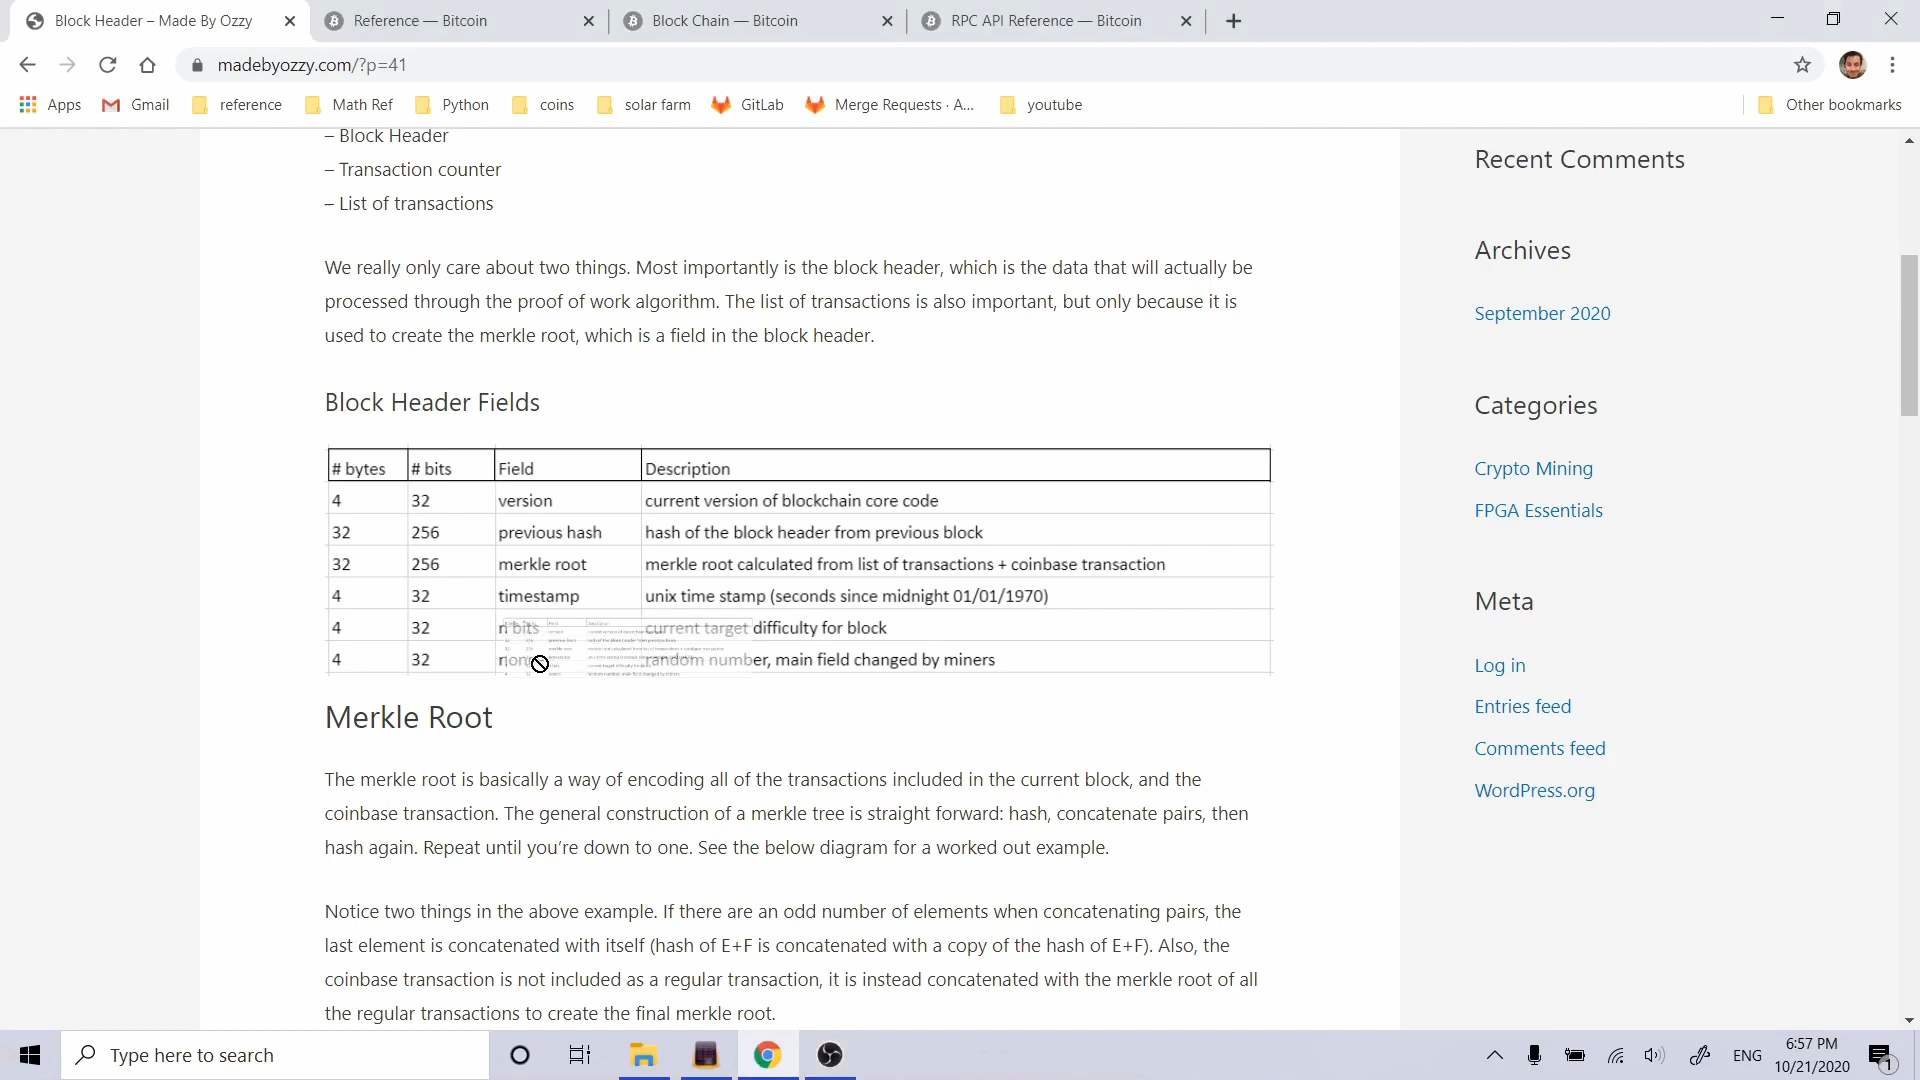 Block Header – Made By Ozzy
Reference — Bitcoin
Block Chain — Bitcoin
RPC API Reference — Bitcoin
madebyozzy.com/?p=41
Apps Gmail reference Math Ref Python coins solar farm GitLab Merge Requests · A... youtube Other bookmarks
– Block Header
– Transaction counter
– List of transactions
We really only care about two things. Most importantly is the block header, which is the data that will actually be
processed through the proof of work algorithm. The list of transactions is also important, but only because it is
used to create the merkle root, which is a field in the block header.
Block Header Fields
# bytes # bits Field Description
4 32 version current version of blockchain core code
32 256 previous hash hash of the block header from previous block
32 256 merkle root merkle root calculated from list of transactions + coinbase transaction
4 32 timestamp unix time stamp (seconds since midnight 01/01/1970)
4 32 n bits current target difficulty for block
4 32 random number, main field changed by miners
Merkle Root
The merkle root is basically a way of encoding all of the transactions included in the current block, and the
coinbase transaction. The general construction of a merkle tree is straight forward: hash, concatenate pairs, then
hash again. Repeat until you're down to one. See the below diagram for a worked out example.
Notice two things in the above example. If there are an odd number of elements when concatenating pairs, the
last element is concatenated with itself (hash of E+F is concatenated with a copy of the hash of E+F). Also, the
coinbase transaction is not included as a regular transaction, it is instead concatenated with the merkle root of all
the regular transactions to create the final merkle root.
Recent Comments
Archives
September 2020
Categories
Crypto Mining
FPGA Essentials
Meta
Log in
Entries feed
Comments feed
WordPress.org
Type here to search
ENG
6:57 PM
10/21/2020
1